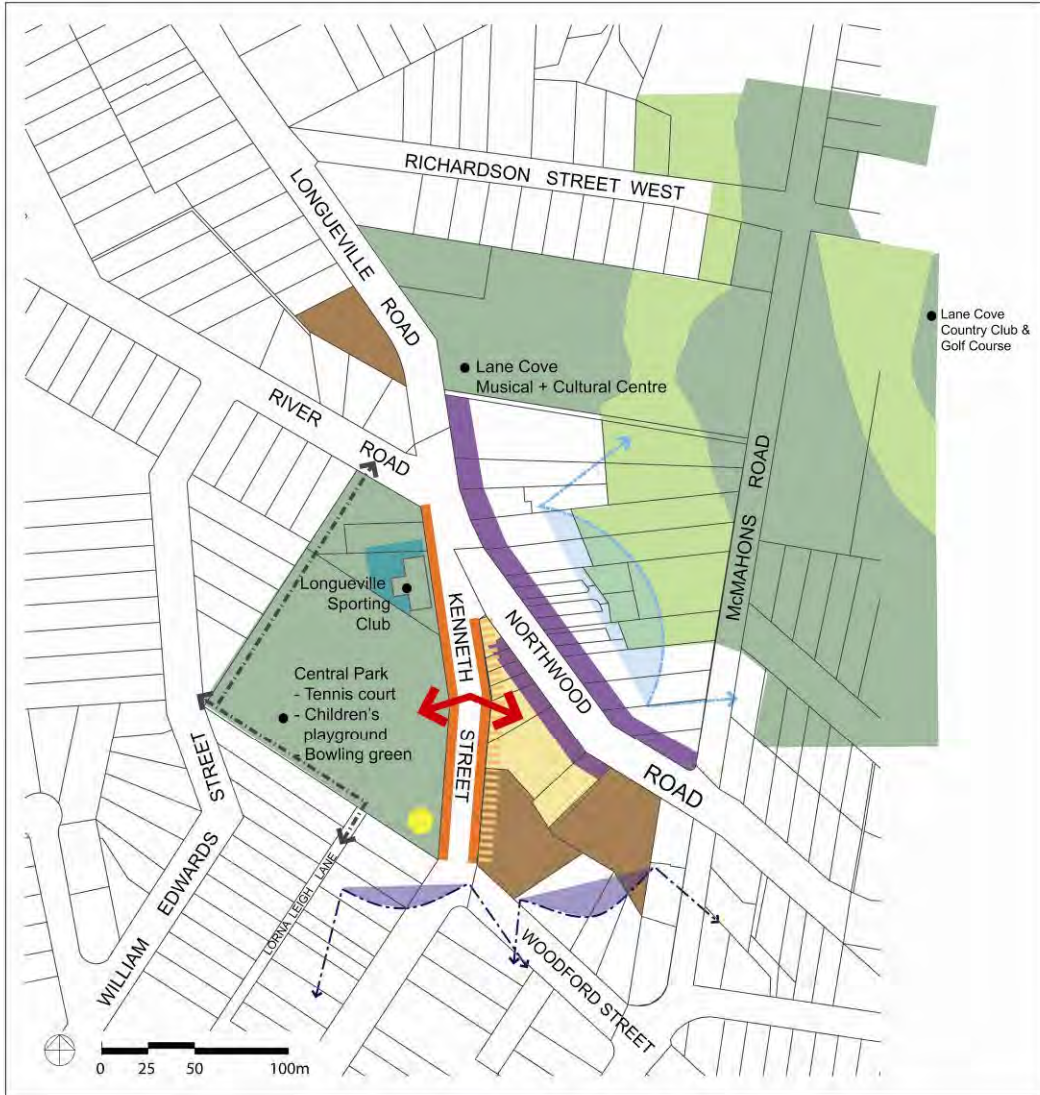 RICHARDSON STREET WEST
LONGUEVILLE
ROAD
Lane Cove
Country Club &
Golf Course
Lane Cove
Musical + Cultural Centre
RIVER
ROAD
McMAHONS ROAD
Longueville
Sporting
Club
KENNETH
STREET
NORTHWOOD
ROAD
Central Park
- Tennis court
- Children's
playground
- Bowling green
WILLIAM EDWARDS STREET
LORNA LEIGH LANE
WOODFORD STREET
0 25 50 100m